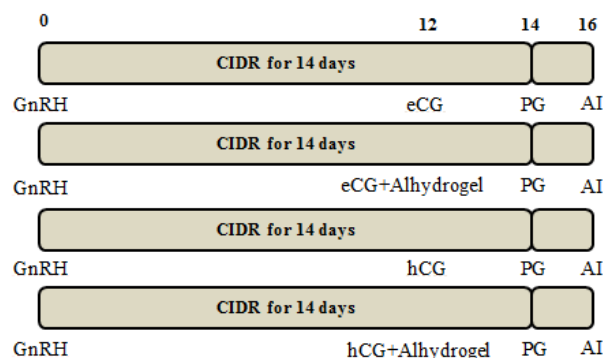 0 12 14 16
CIDR for 14 days
GnRH eCG PG AI
CIDR for 14 days
GnRH eCG+Alhydrogel PG AI
CIDR for 14 days
GnRH hCG PG AI
CIDR for 14 days
GnRH hCG+Alhydrogel PG AI